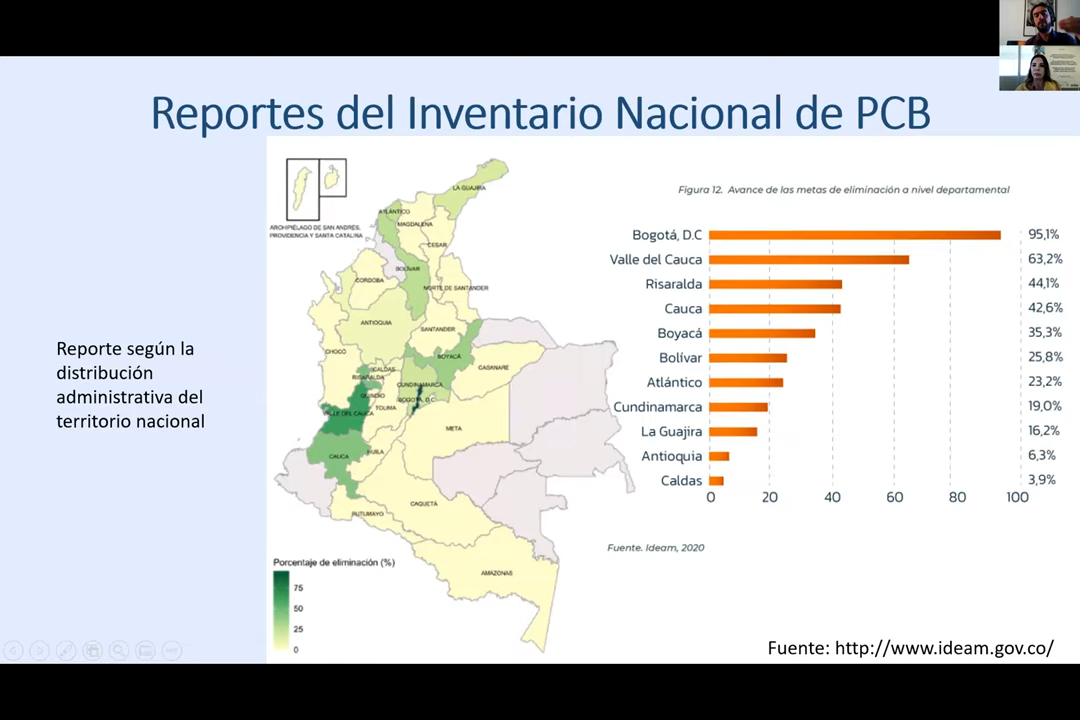 Reportes del Inventario Nacional de PCB
Reporte según la
distribución
administrativa del
territorio nacional
ARCHIPIÉLAGO DE SAN ANDRES,
PROVIDENCIA Y SANTA CATALINA
LA GUAJIRA
ATLÁNTICO
MAGDALENA
CESAR
BOLÍVAR
CORDOBA
NORTE DE SANTANDER
ANTIOQUIA
SANTANDER
CHOCÓ
BOYACÁ
CALDAS
CASANARE
RISARALDA
CUNDINAMARCA
QUINDIO
BOGOTÁ, D.C.
TOLIMA
VALLE DEL CAUCA
META
HUILA
CAUCA
CAQUETÁ
PUTUMAYO
AMAZONAS
Porcentaje de eliminación (%)
75
50
25
0
Figura 12. Avance de las metas de eliminación a nivel departamental
Bogotá, D.C 95,1%
Valle del Cauca 63,2%
Risaralda 44,1%
Cauca 42,6%
Boyacá 35,3%
Bolívar 25,8%
Atlántico 23,2%
Cundinamarca 19,0%
La Guajira 16,2%
Antioquia 6,3%
Caldas 3,9%
0 20 40 60 80 100
Fuente. Ideam, 2020
Fuente: http://www.ideam.gov.co/